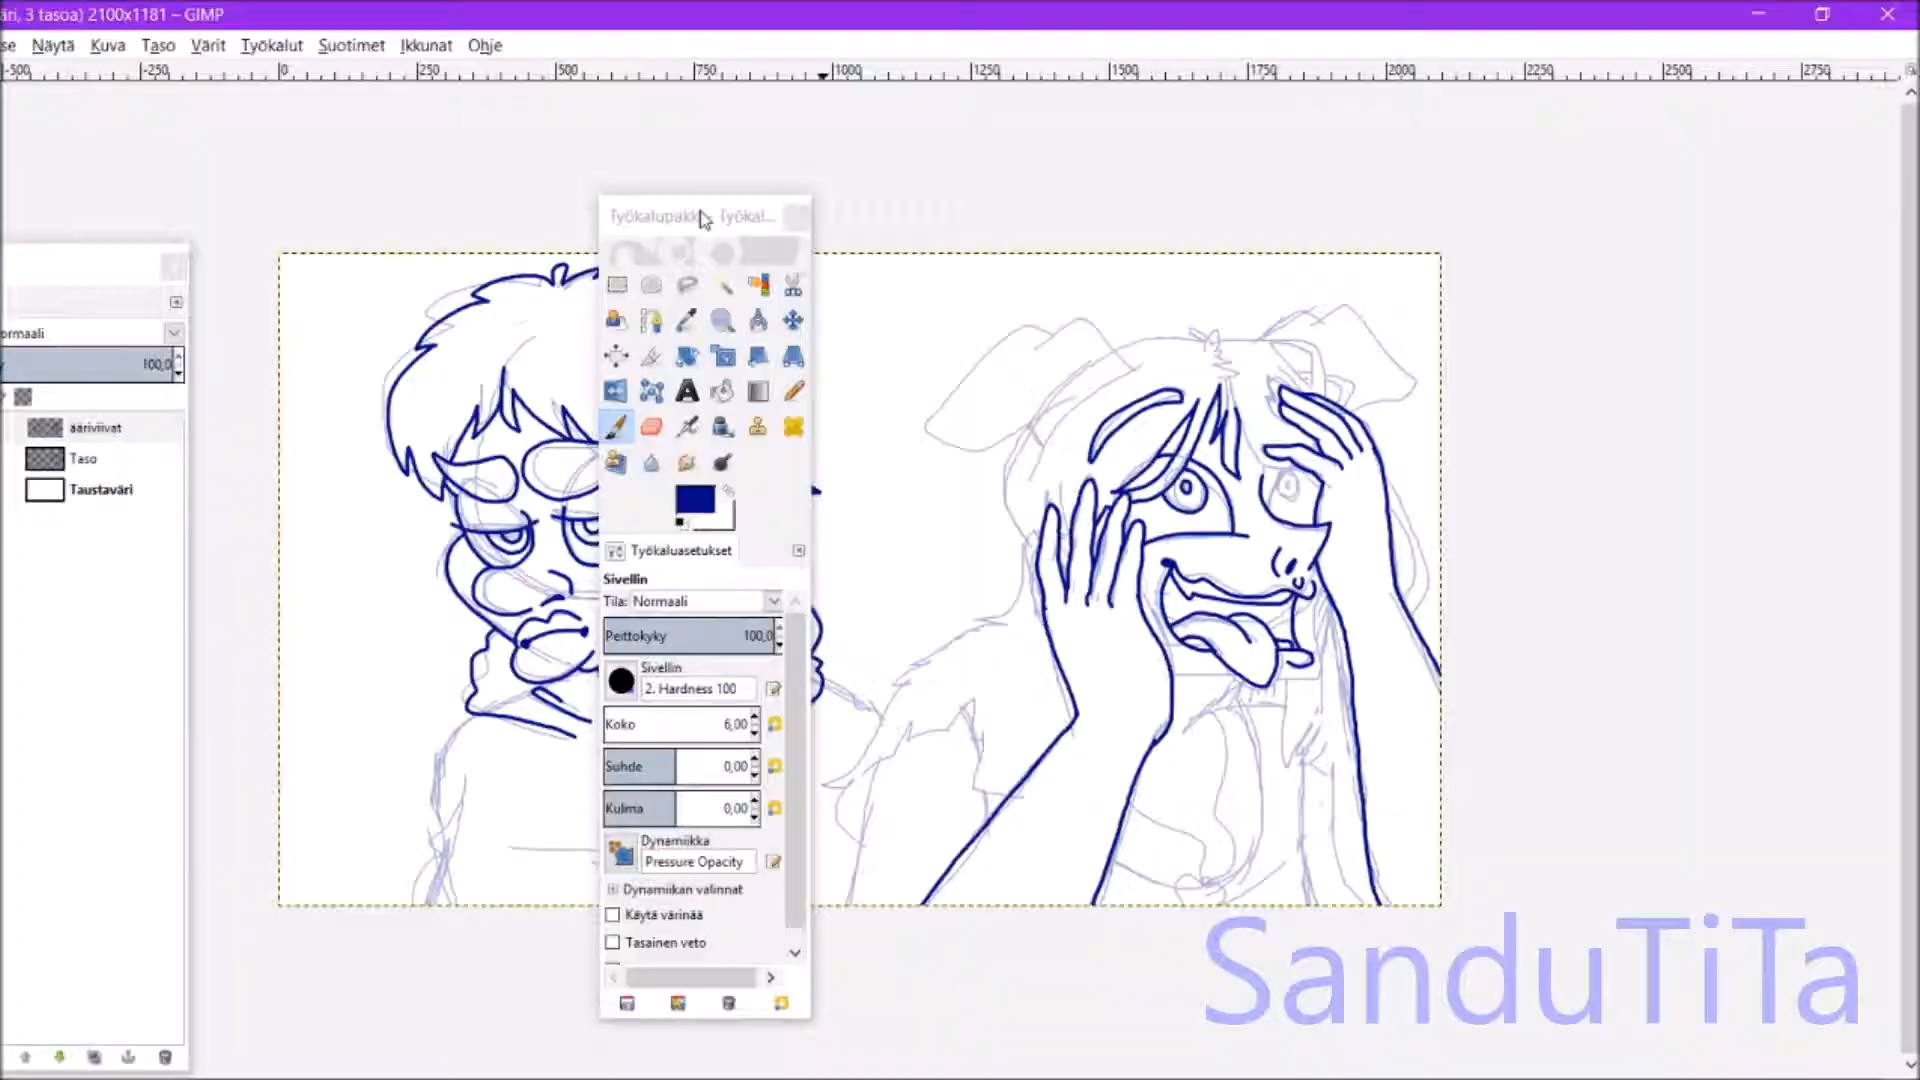 äri, 3 tasoa) 2100x1181 – GIMP
se Näytä Kuva Taso Värit Työkalut Suotimet Ikkunat Ohje
-500 -250 0 250 500 750 1000 1250 1500 1750 2000 2250 2500 2750
Työkalupakki Työkal...
ormaali
100,0
ääriviivat
Taso
Taustaväri
Työkaluasetukset
Sivellin
Tila: Normaali
Peittokyky 100,0
Sivellin
2. Hardness 100
Koko 6,00
Suhde 0,00
Kulma 0,00
Dynamiikka
Pressure Opacity
Dynamiikan valinnat
Käytä värinää
Tasainen veto
SanduTiTa